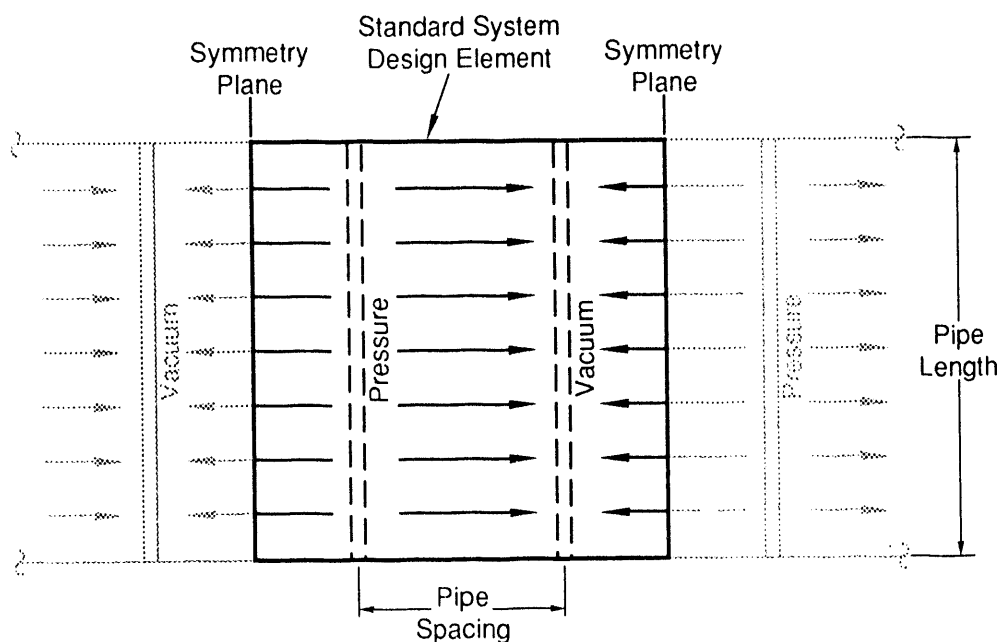 Standard System
Design Element
Symmetry
Plane
Symmetry
Plane
Vacuum
Pressure
Vacuum
Pressure
Pipe
Length
Pipe
Spacing